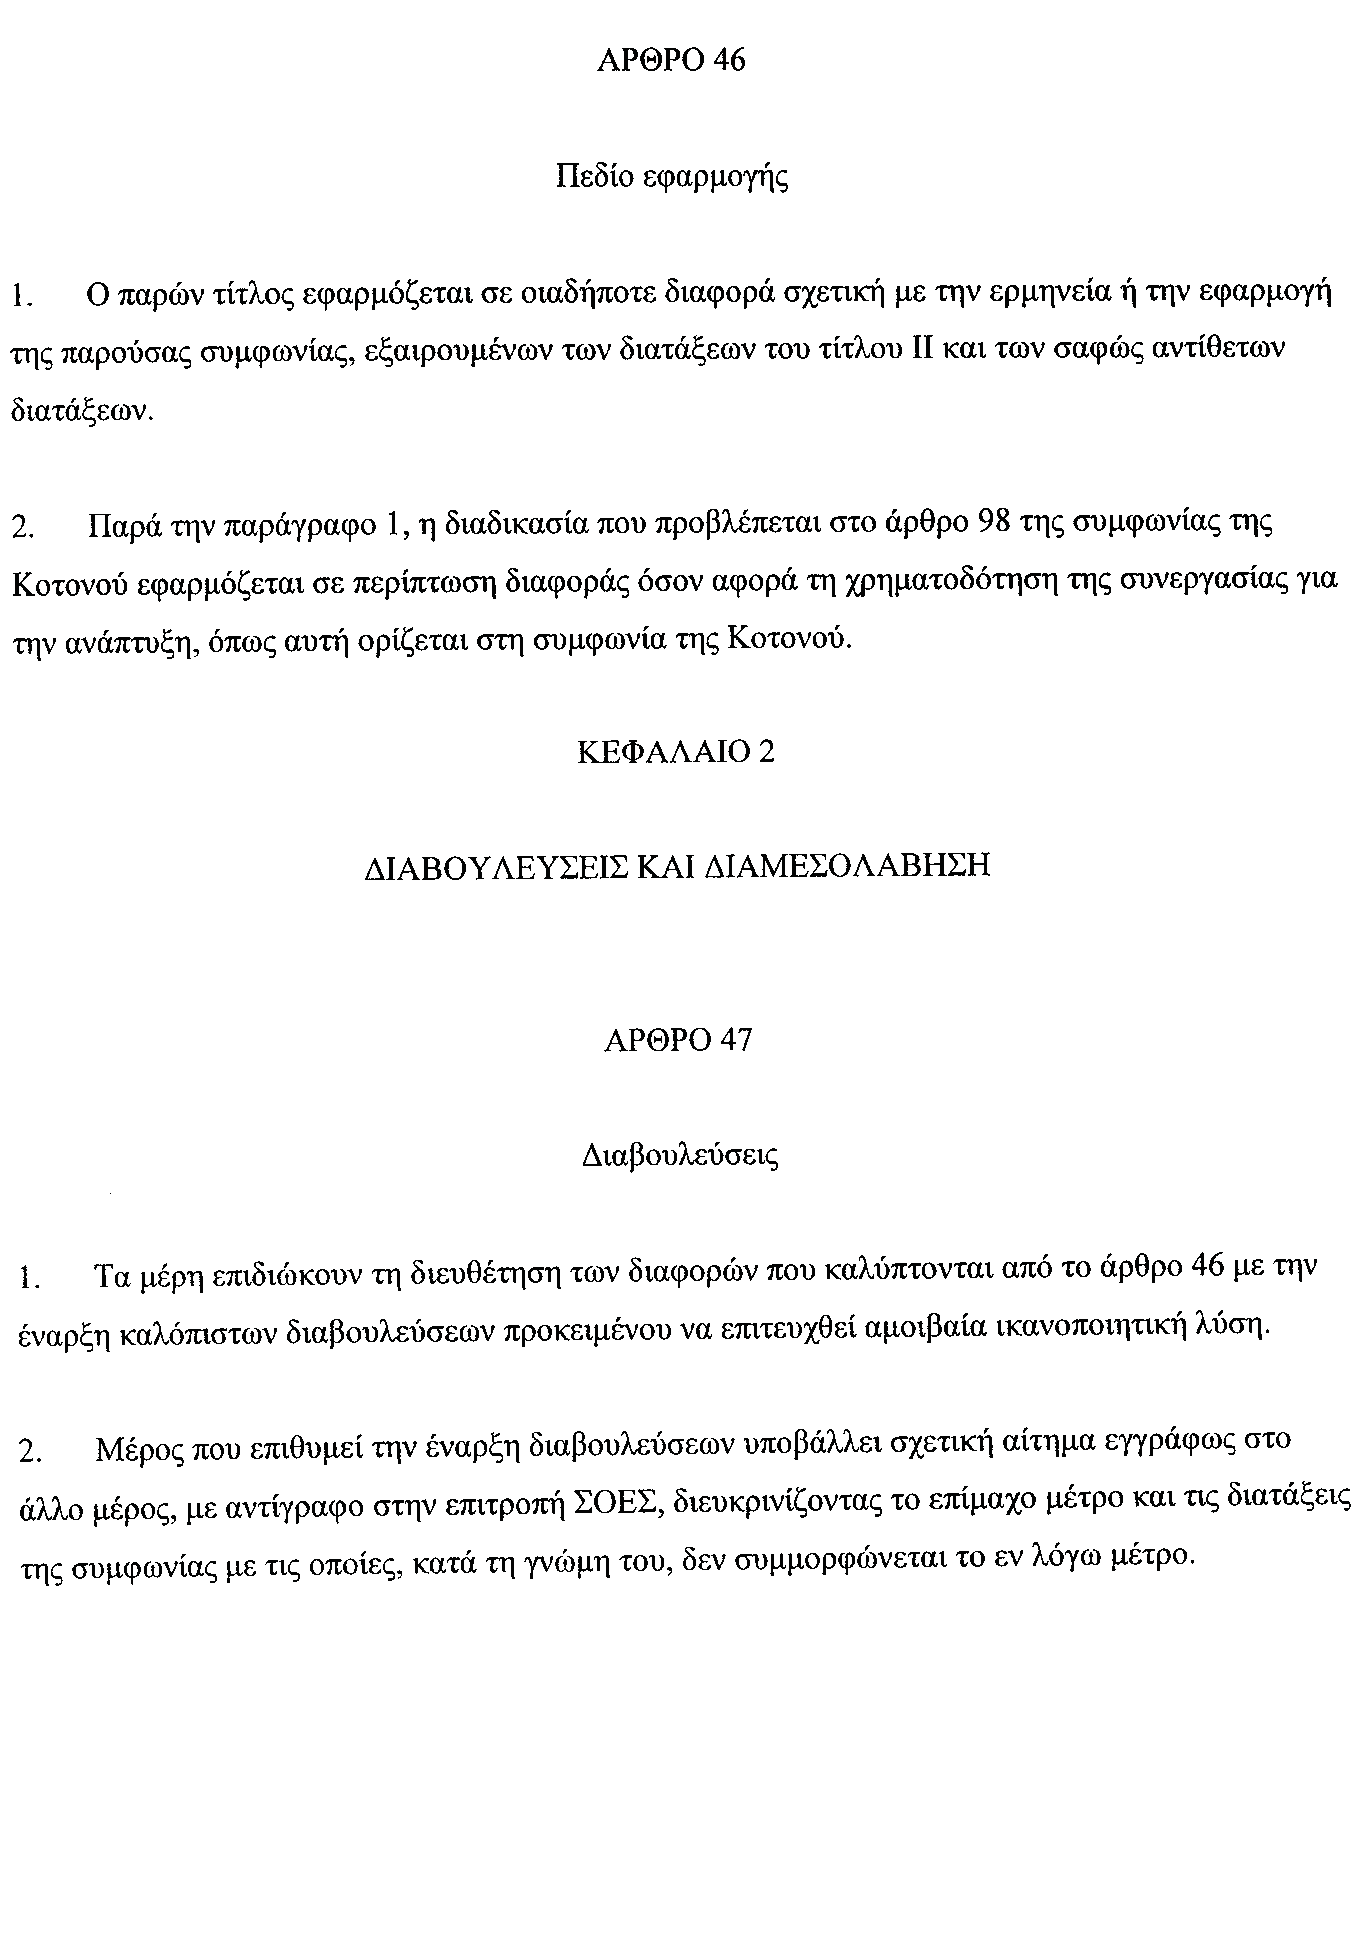 ΑΡΘΡΟ 46
Πεδίο εφαρμογής
1. Ο παρών τίτλος εφαρμόζεται σε οιαδήποτε διαφορά σχετική με την ερμηνεία ή την εφαρμογή
της παρούσας συμφωνίας, εξαιρουμένων των διατάξεων του τίτλου ΙΙ και των σαφώς αντίθετων
διατάξεων.
2. Παρά την παράγραφο 1, η διαδικασία που προβλέπεται στο άρθρο 98 της συμφωνίας της
Κοτονού εφαρμόζεται σε περίπτωση διαφοράς όσον αφορά τη χρηματοδότηση της συνεργασίας για
την ανάπτυξη, όπως αυτή ορίζεται στη συμφωνία της Κοτονού.
ΚΕΦΑΛΑΙΟ 2
ΔΙΑΒΟΥΛΕΥΣΕΙΣ ΚΑΙ ΔΙΑΜΕΣΟΛΑΒΗΣΗ
ΑΡΘΡΟ 47
Διαβουλεύσεις
1. Τα μέρη επιδιώκουν τη διευθέτηση των διαφορών που καλύπτονται από το άρθρο 46 με την
έναρξη καλόπιστων διαβουλεύσεων προκειμένου να επιτευχθεί αμοιβαία ικανοποιητική λύση.
2. Μέρος που επιθυμεί την έναρξη διαβουλεύσεων υποβάλλει σχετική αίτημα εγγράφως στο
άλλο μέρος, με αντίγραφο στην επιτροπή ΣΟΕΣ, διευκρινίζοντας το επίμαχο μέτρο και τις διατάξεις
της συμφωνίας με τις οποίες, κατά τη γνώμη του, δεν συμμορφώνεται το εν λόγω μέτρο.